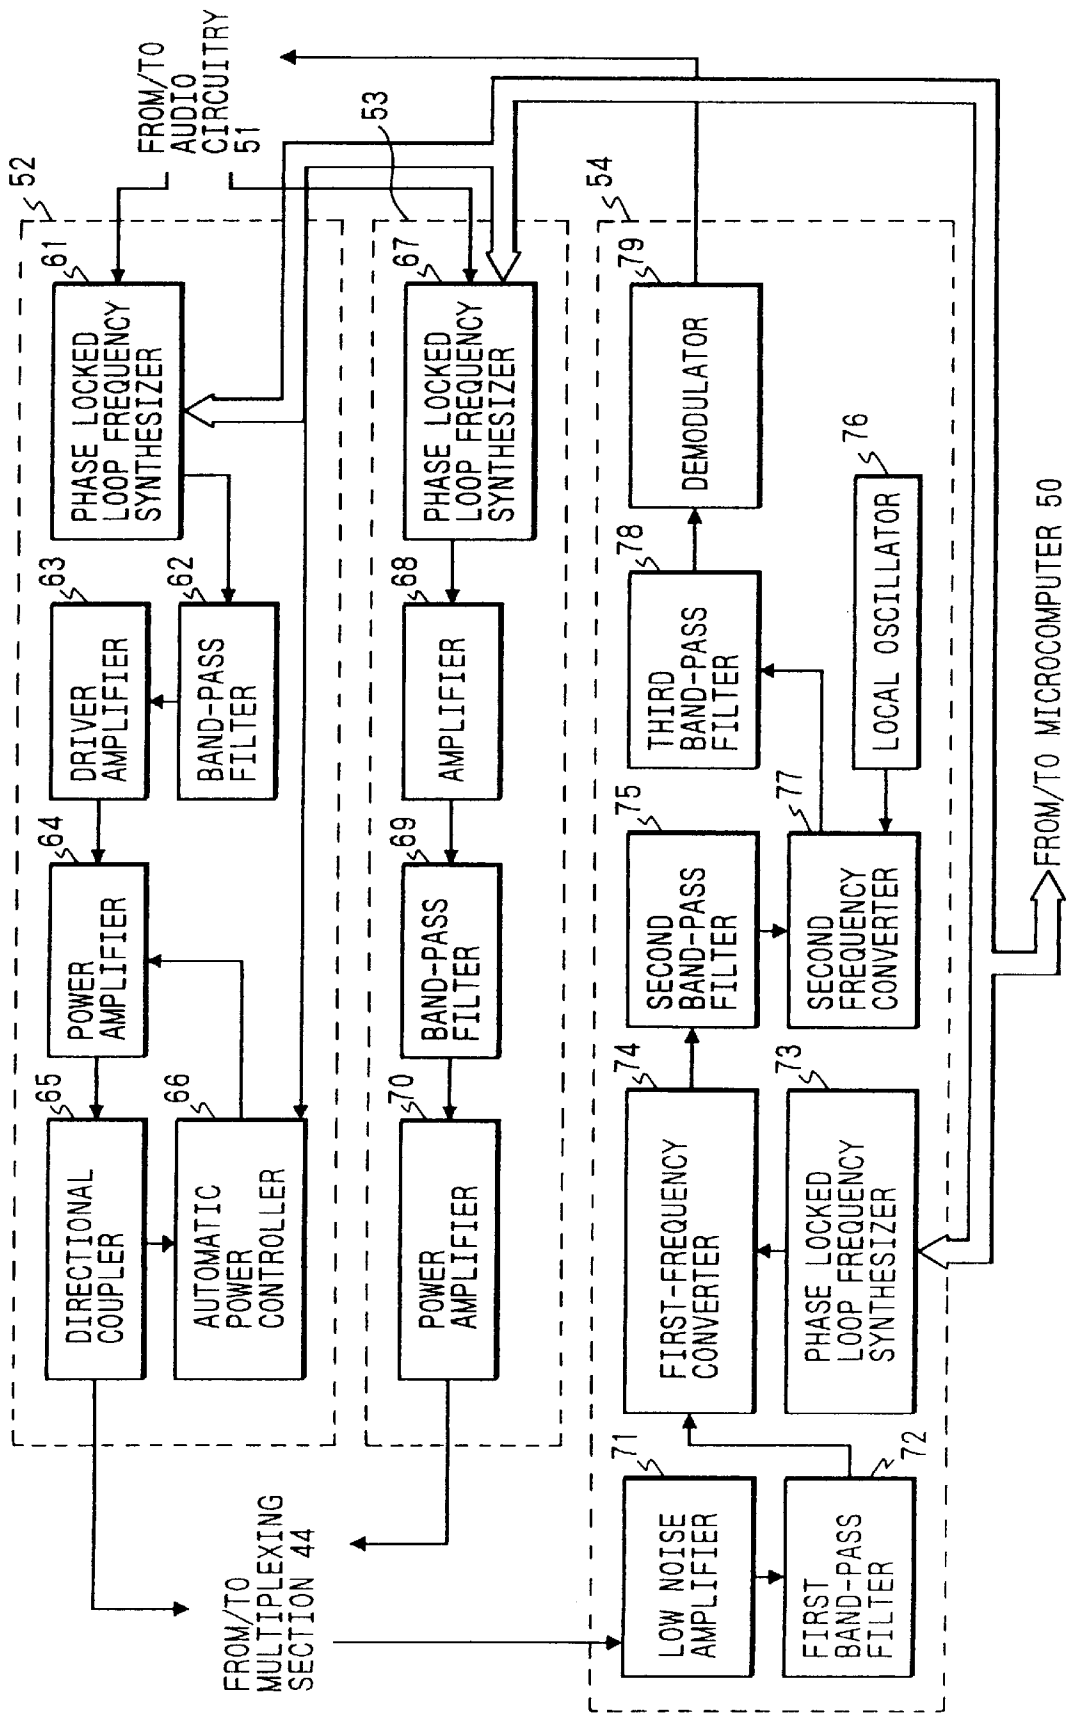 FROM/TO
AUDIO
CIRCUITRY
51
52
61
PHASE LOCKED
LOOP FREQUENCY
SYNTHESIZER
63
DRIVER
AMPLIFIER
62
BAND-PASS
FILTER
64
POWER
AMPLIFIER
65
DIRECTIONAL
COUPLER
66
AUTOMATIC
POWER
CONTROLLER
53
67
PHASE LOCKED
LOOP FREQUENCY
SYNTHESIZER
68
AMPLIFIER
69
BAND-PASS
FILTER
70
POWER
AMPLIFIER
FROM/TO
MULTIPLEXING
SECTION 44
54
71
LOW NOISE
AMPLIFIER
72
FIRST
BAND-PASS
FILTER
74
FIRST-FREQUENCY
CONVERTER
73
PHASE LOCKED
LOOP FREQUENCY
SYNTHESIZER
75
SECOND
BAND-PASS
FILTER
77
SECOND
FREQUENCY
CONVERTER
78
THIRD
BAND-PASS
FILTER
76
LOCAL OSCILLATOR
79
DEMODULATOR
FROM/TO MICROCOMPUTER 50